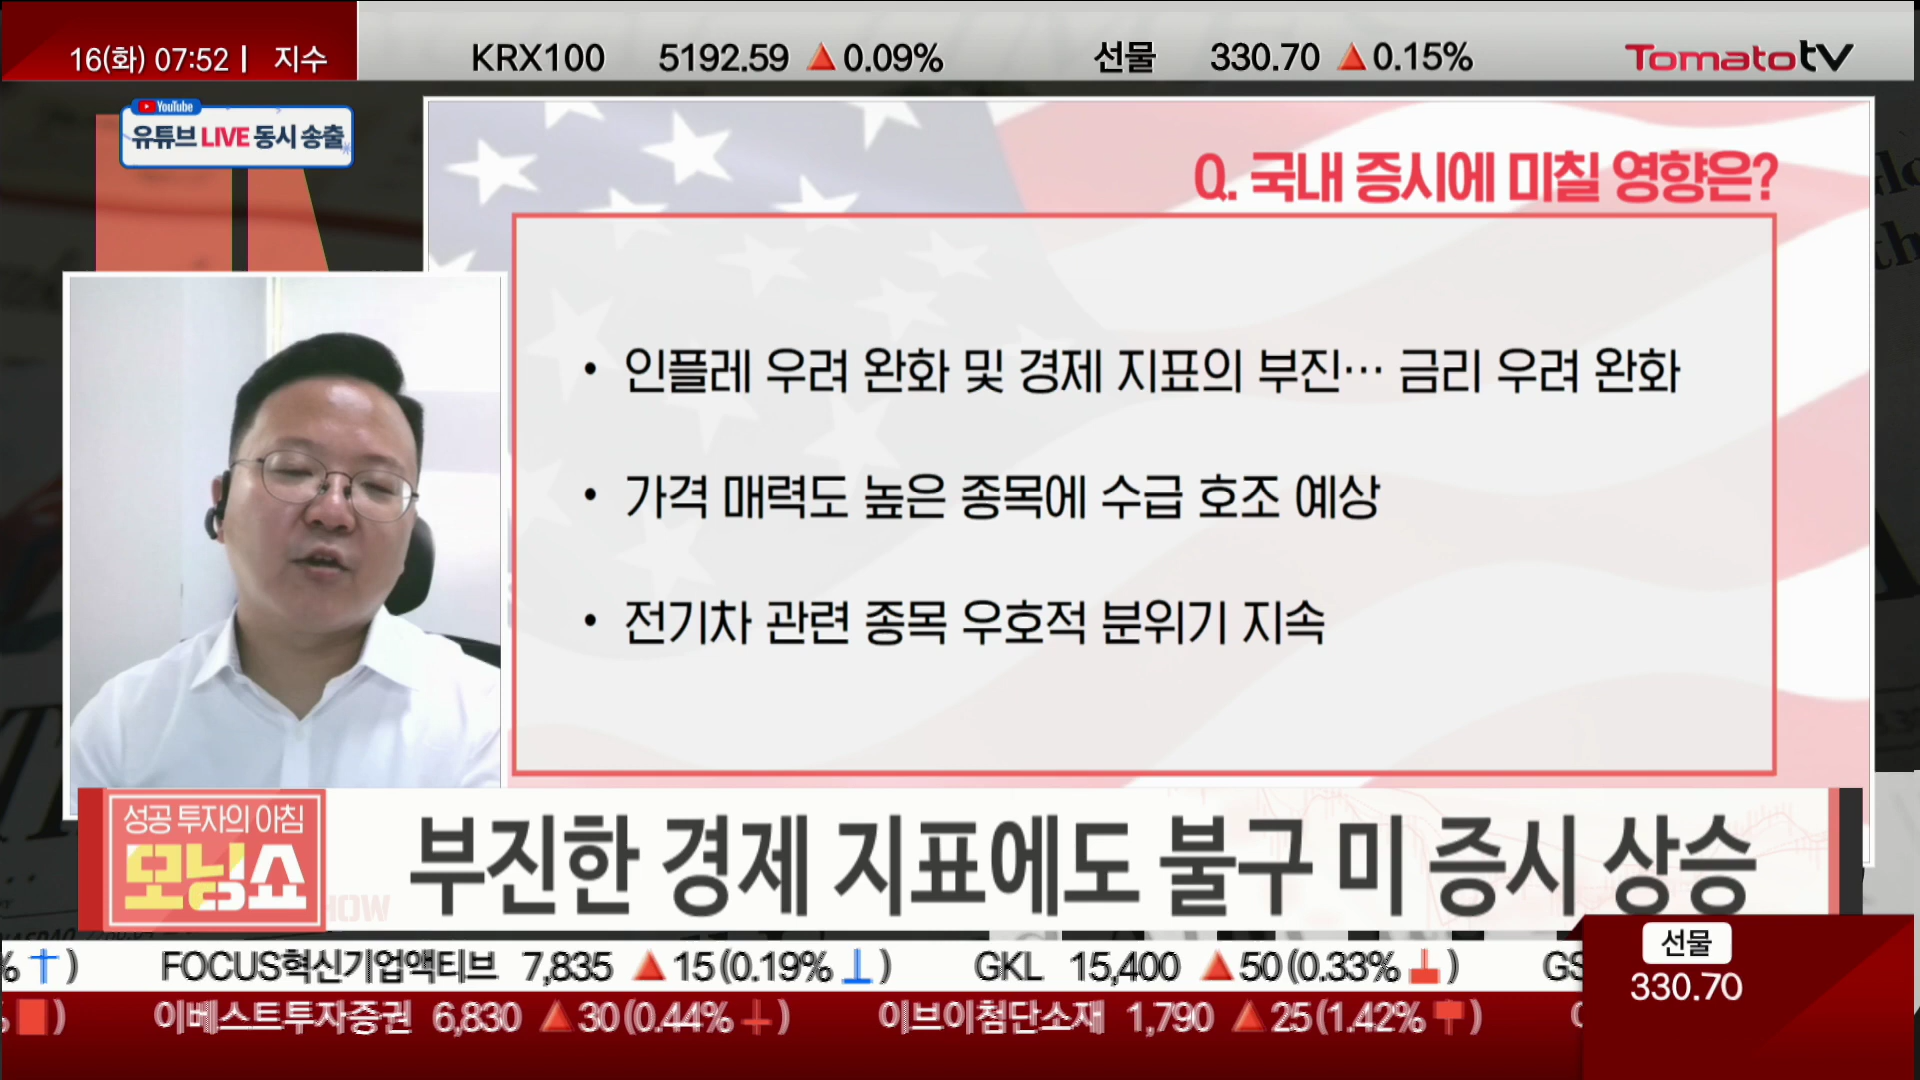 16(화) 07:52 | 지수 KRX100 5192.59 ▲0.09% 선물 330.70 ▲0.15% Tomatotv
YouTube
유튜브 LIVE 동시 송출
Q. 국내 증시에 미칠 영향은?
• 인플레 우려 완화 및 경제 지표의 부진… 금리 우려 완화
• 가격 매력도 높은 종목에 수급 호조 예상
• 전기차 관련 종목 우호적 분위기 지속
성공 투자의 아침
모닝쇼
부진한 경제 지표에도 불구 미 증시 상승
FOCUS혁신기업액티브 7,835 ▲15(0.19%) GKL 15,400 ▲50(0.33%)
이베스트투자증권 6,830 ▲30(0.44%) 이브이첨단소재 1,790 ▲25(1.42%)
선물
330.70